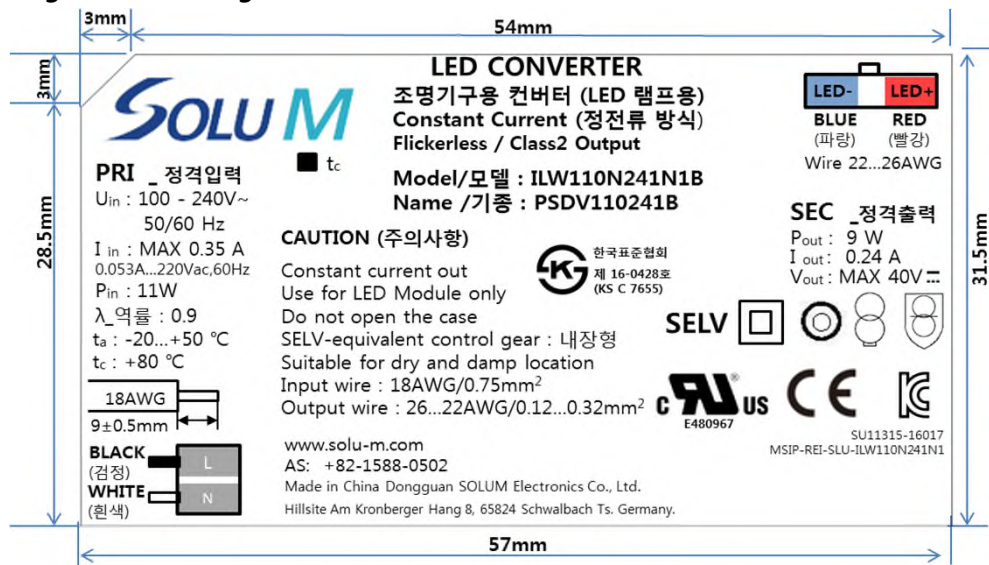 3mm
54mm
3mm
28.5mm
31.5mm
57mm
SOLU M
tc
LED CONVERTER
조명기구용 컨버터 (LED 램프용)
Constant Current (정전류 방식)
Flickerless / Class2 Output
Model/모델 : ILW110N241N1B
Name /기종 : PSDV110241B
LED- LED+
BLUE RED
(파랑) (빨강)
Wire 22...26AWG
PRI _ 정격입력
Uin : 100 - 240V~
50/60 Hz
I in : MAX 0.35 A
0.053A...220Vac,60Hz
Pin : 11W
λ_역률 : 0.9
ta : -20...+50 ℃
tc : +80 ℃
18AWG
9±0.5mm
BLACK
(검정)
L
WHITE
(흰색)
N
CAUTION (주의사항)
Constant current out
Use for LED Module only
Do not open the case
SELV-equivalent control gear : 내장형
Suitable for dry and damp location
Input wire : 18AWG/0.75mm²
Output wire : 26...22AWG/0.12...0.32mm²
한국표준협회
제 16-0428호
(KS C 7655)
SEC _정격출력
Pout : 9 W
I out : 0.24 A
Vout : MAX 40V
SELV
c RU ® US
E480967
CE
SU11315-16017
MSIP-REI-SLU-ILW110N241N1
www.solu-m.com
AS: +82-1588-0502
Made in China Dongguan SOLUM Electronics Co., Ltd.
Hillsite Am Kronberger Hang 8, 65824 Schwalbach Ts. Germany.